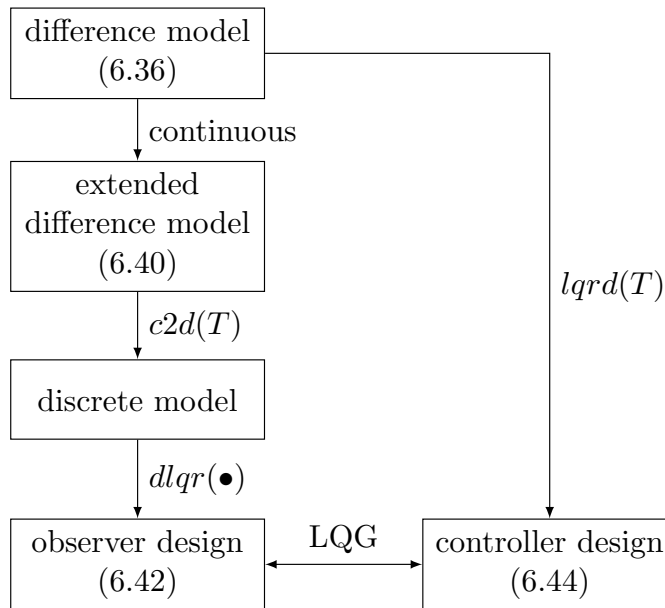 difference model
(6.36)
continuous
extended
difference model
(6.40)
lqrd(T)
c2d(T)
discrete model
dlqr(•)
observer design
(6.42)
LQG
controller design
(6.44)